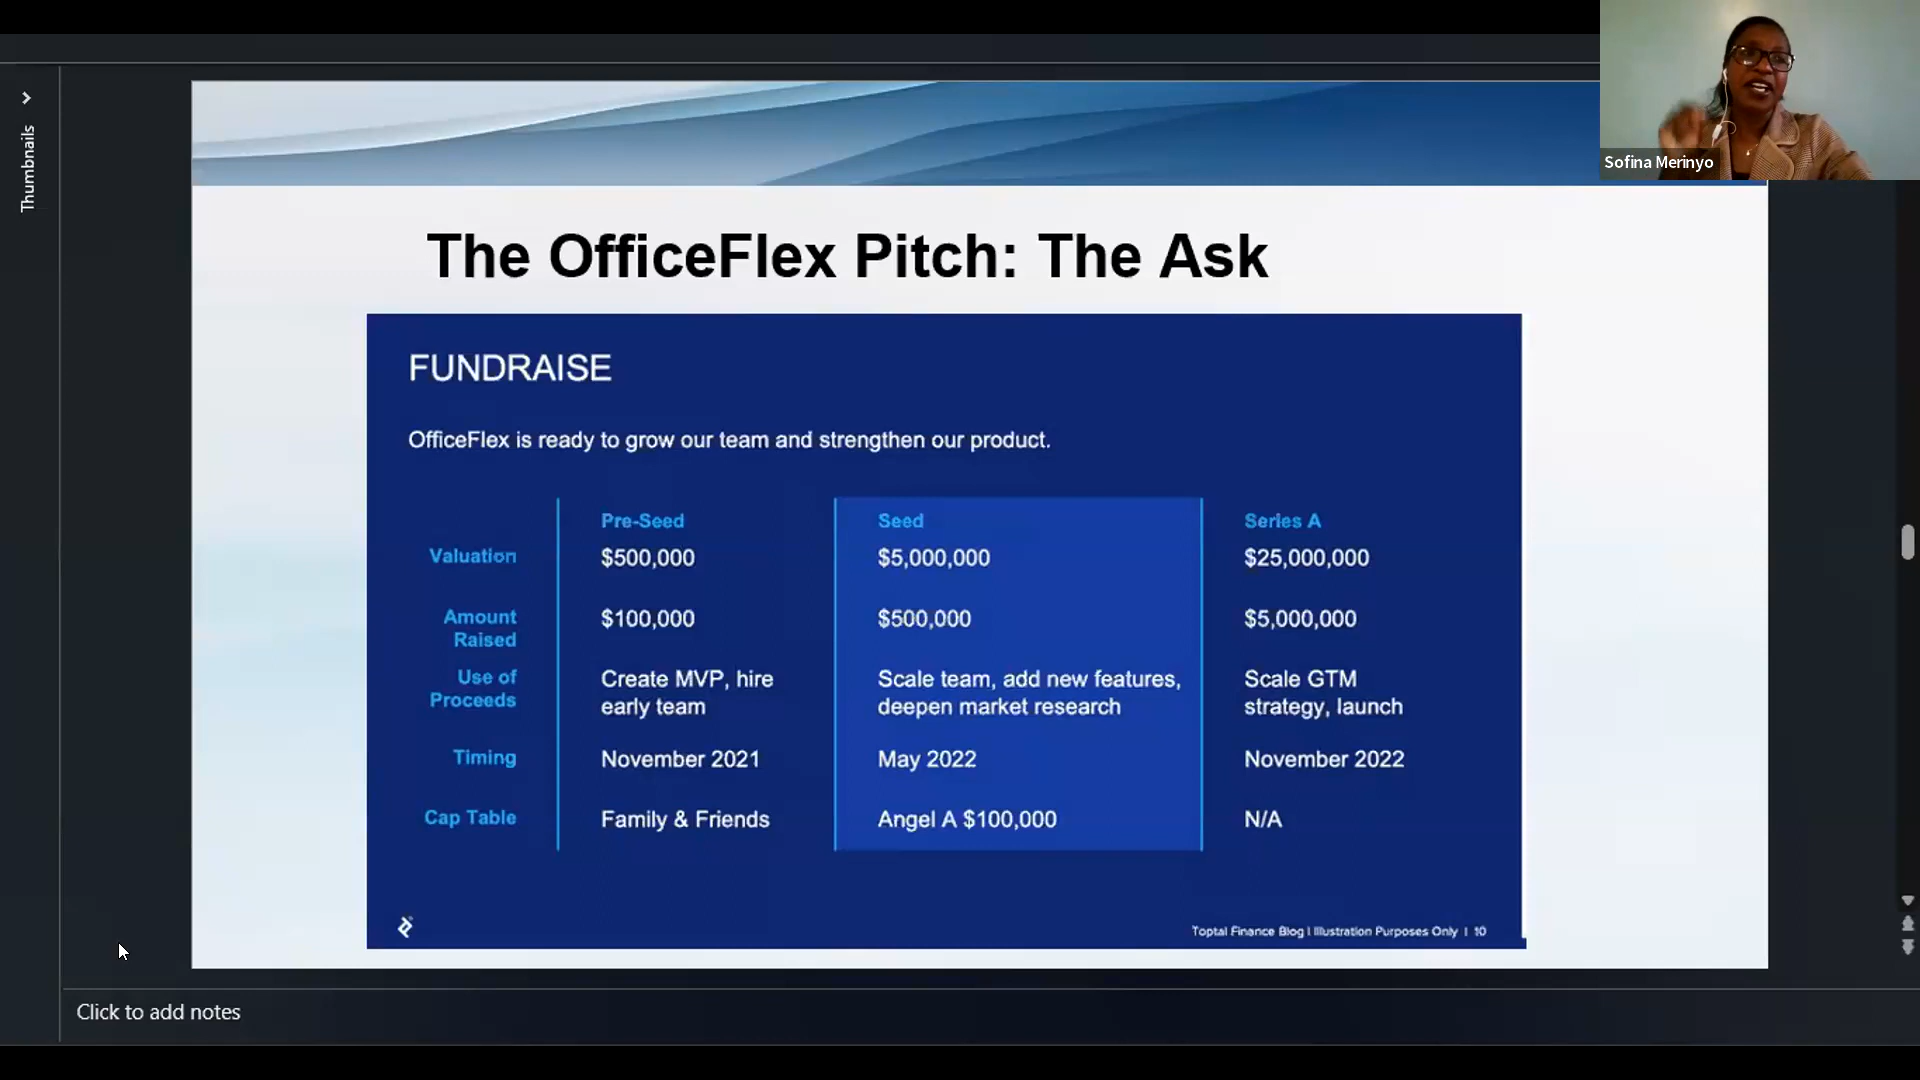 Sofina Merinyo
Thumbnails
The OfficeFlex Pitch: The Ask
FUNDRAISE
OfficeFlex is ready to grow our team and strengthen our product.
Pre-Seed Seed Series A
Valuation $500,000 $5,000,000 $25,000,000
Amount Raised $100,000 $500,000 $5,000,000
Use of Proceeds Create MVP, hire early team Scale team, add new features, deepen market research Scale GTM strategy, launch
Timing November 2021 May 2022 November 2022
Cap Table Family & Friends Angel A $100,000 N/A
Toptal Finance Blog | Illustration Purposes Only | 10
Click to add notes